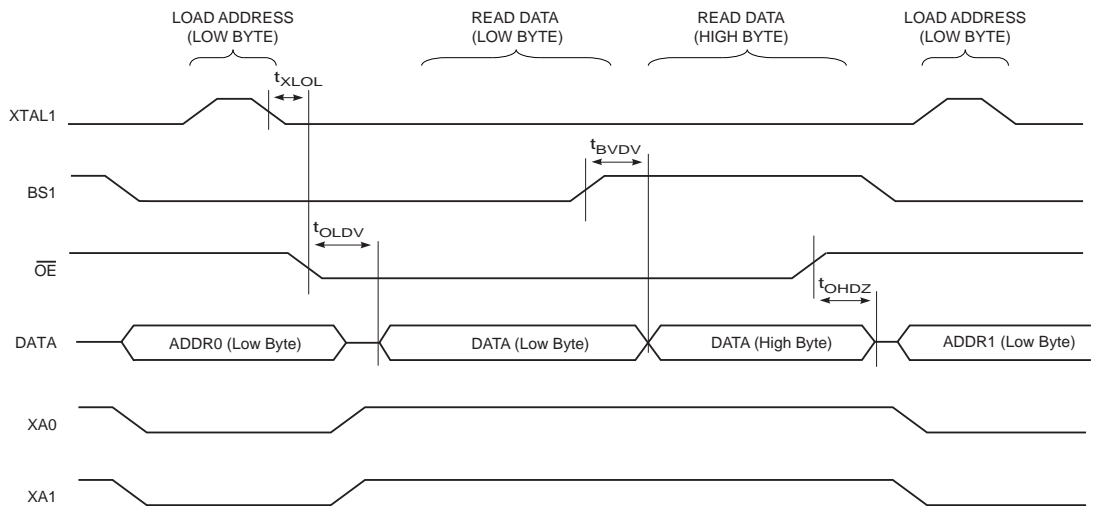 LOAD ADDRESS
(LOW BYTE)
READ DATA
(LOW BYTE)
READ DATA
(HIGH BYTE)
LOAD ADDRESS
(LOW BYTE)
tXLOL
XTAL1
tBVDV
BS1
tOLDV
OE
tOHDZ
DATA
ADDR0 (Low Byte)
DATA (Low Byte)
DATA (High Byte)
ADDR1 (Low Byte)
XA0
XA1